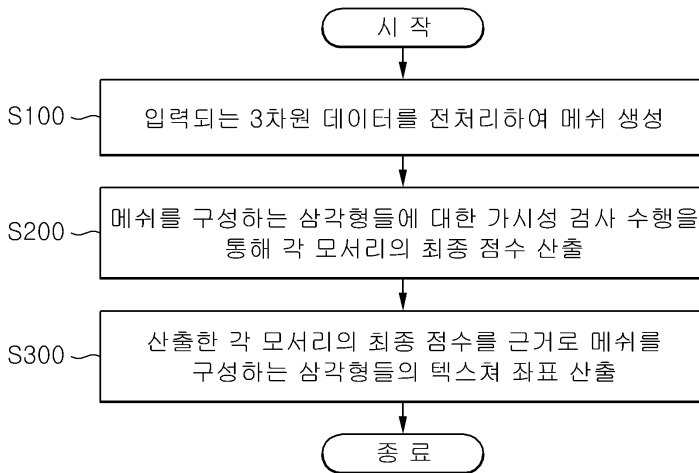 시 작
S100
입력되는 3차원 데이터를 전처리하여 메쉬 생성
S200
메쉬를 구성하는 삼각형들에 대한 가시성 검사 수행을
통해 각 모서리의 최종 점수 산출
S300
산출한 각 모서리의 최종 점수를 근거로 메쉬를
구성하는 삼각형들의 텍스쳐 좌표 산출
종 료